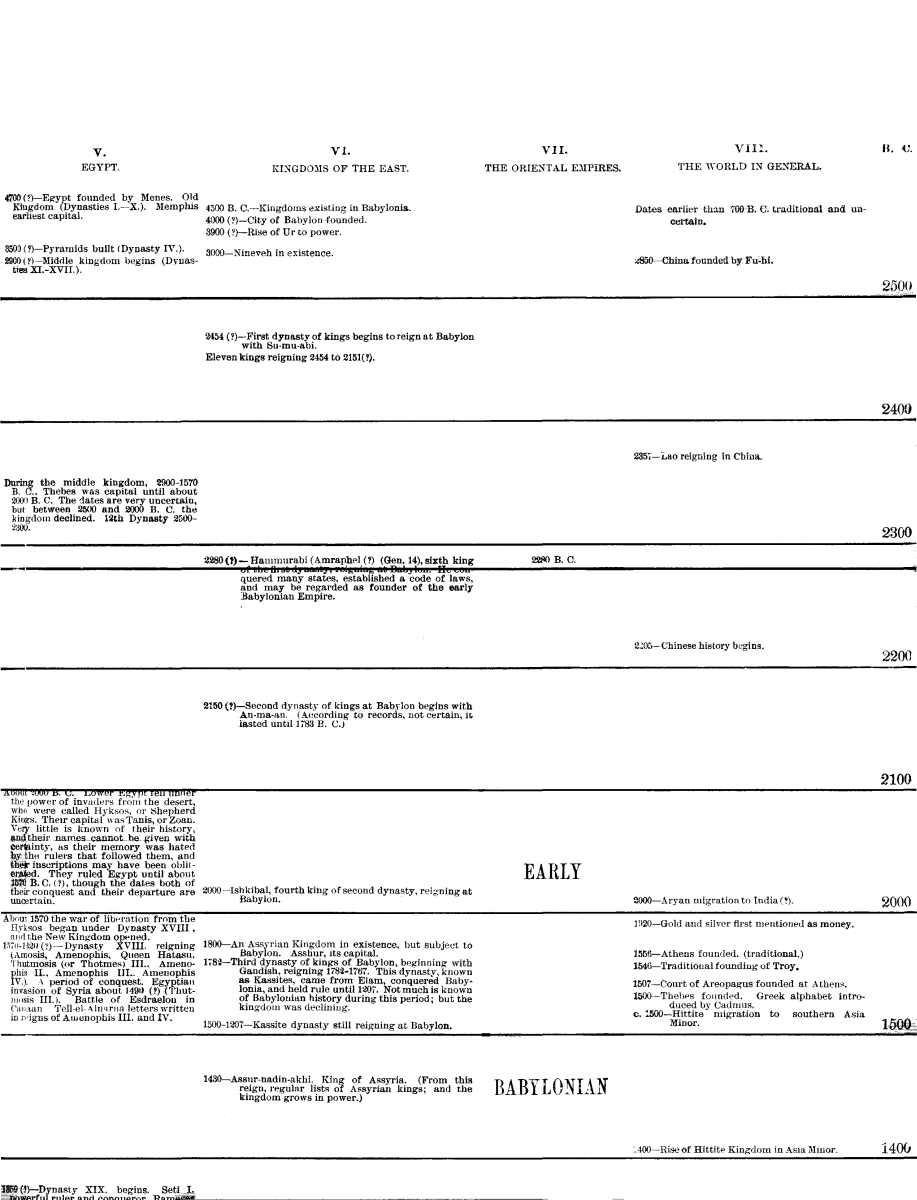 V.
EGYPT.
4700 (?)—Egypt founded by Menes. Old
Kingdom (Dynasties I.—X.). Memphis
earliest capital.
3500 (?)—Pyramids built (Dynasty IV.).
2900 (?)—Middle kingdom begins (Dynas-
ties XI.-XVII.).
During the middle kingdom, 2900-1570
B. C., Thebes was capital until about
2000 B. C. The dates are very uncertain,
but between 2500 and 2000 B. C. the
kingdom declined. 12th Dynasty 2500-
2300.
About 2000 B. C. Lower Egypt fell under
the power of invaders from the desert,
who were called Hyksos, or Shepherd
Kings. Their capital was Tanis, or Zoan.
Very little is known of their history,
and their names cannot be given with
certainty, as their memory was hated
by the rulers that followed them, and
their inscriptions may have been oblit-
erated. They ruled Egypt until about
1570 B. C. (?), though the dates both of
their conquest and their departure are
uncertain.
About 1570 the war of liberation from the
Hyksos began under Dynasty XVIII,
and the New Kingdom opened.
1570-1320 (?)—Dynasty XVIII. reigning
(Amosis, Amenophis, Queen Hatasu,
Thutmosis (or Thotmes) III., Ameno-
phis II., Amenophis III., Amenophis
IV.). A period of conquest. Egyptian
invasion of Syria about 1490 (?) (Thut-
mosis III.). Battle of Esdraelon in
Canaan Tell-el-Amarna letters written
in reigns of Amenophis III. and IV.
(?)—Dynasty XIX. begins. Seti I.
powerful ruler and conqueror. Rameses
VI.
KINGDOMS OF THE EAST.
4500 B. C.—Kingdoms existing in Babylonia.
4000 (?)—City of Babylon founded.
3900 (?)—Rise of Ur to power.
3000—Nineveh in existence.
2454 (?)—First dynasty of kings begins to reign at Babylon
with Su-mu-abi.
Eleven kings reigning 2454 to 2151(?).
2280 (?)—Hammurabi (Amraphel (?) (Gen. 14), sixth king
of the first dynasty, reigning at Babylon. He con-
quered many states, established a code of laws,
and may be regarded as founder of the early
Babylonian Empire.
2150 (?)—Second dynasty of kings at Babylon begins with
An-ma-an. (According to records, not certain, it
lasted until 1783 B. C.)
2000—Ishkibal, fourth king of second dynasty, reigning at
Babylon.
1800—An Assyrian Kingdom in existence, but subject to
Babylon. Asshur, its capital.
1782—Third dynasty of kings of Babylon, beginning with
Gandish, reigning 1782-1767. This dynasty, known
as Kassites, came from Elam, conquered Baby-
lonia, and held rule until 1207. Not much is known
of Babylonian history during this period; but the
kingdom was declining.
1500-1207—Kassite dynasty still reigning at Babylon.
1430—Assur-nadin-akhi. King of Assyria. (From this
reign, regular lists of Assyrian kings; and the
kingdom grows in power.)
VII.
THE ORIENTAL EMPIRES.
2280 B. C.
EARLY
BABYLONIAN
VIII.
THE WORLD IN GENERAL.
Dates earlier than 700 B. C. traditional and un-
certain.
2850—China founded by Fu-hi.
2357—Lao reigning in China.
2205—Chinese history begins.
2000—Aryan migration to India (?).
1920—Gold and silver first mentioned as money.
1556—Athens founded. (traditional.)
1546—Traditional founding of Troy.
1507—Court of Areopagus founded at Athens.
1500—Thebes founded. Greek alphabet intro-
duced by Cadmus.
c. 1500—Hittite migration to southern Asia
Minor.
1400—Rise of Hittite Kingdom in Asia Minor.
B. C.
2500
2400
2300
2200
2100
2000
1500
1400